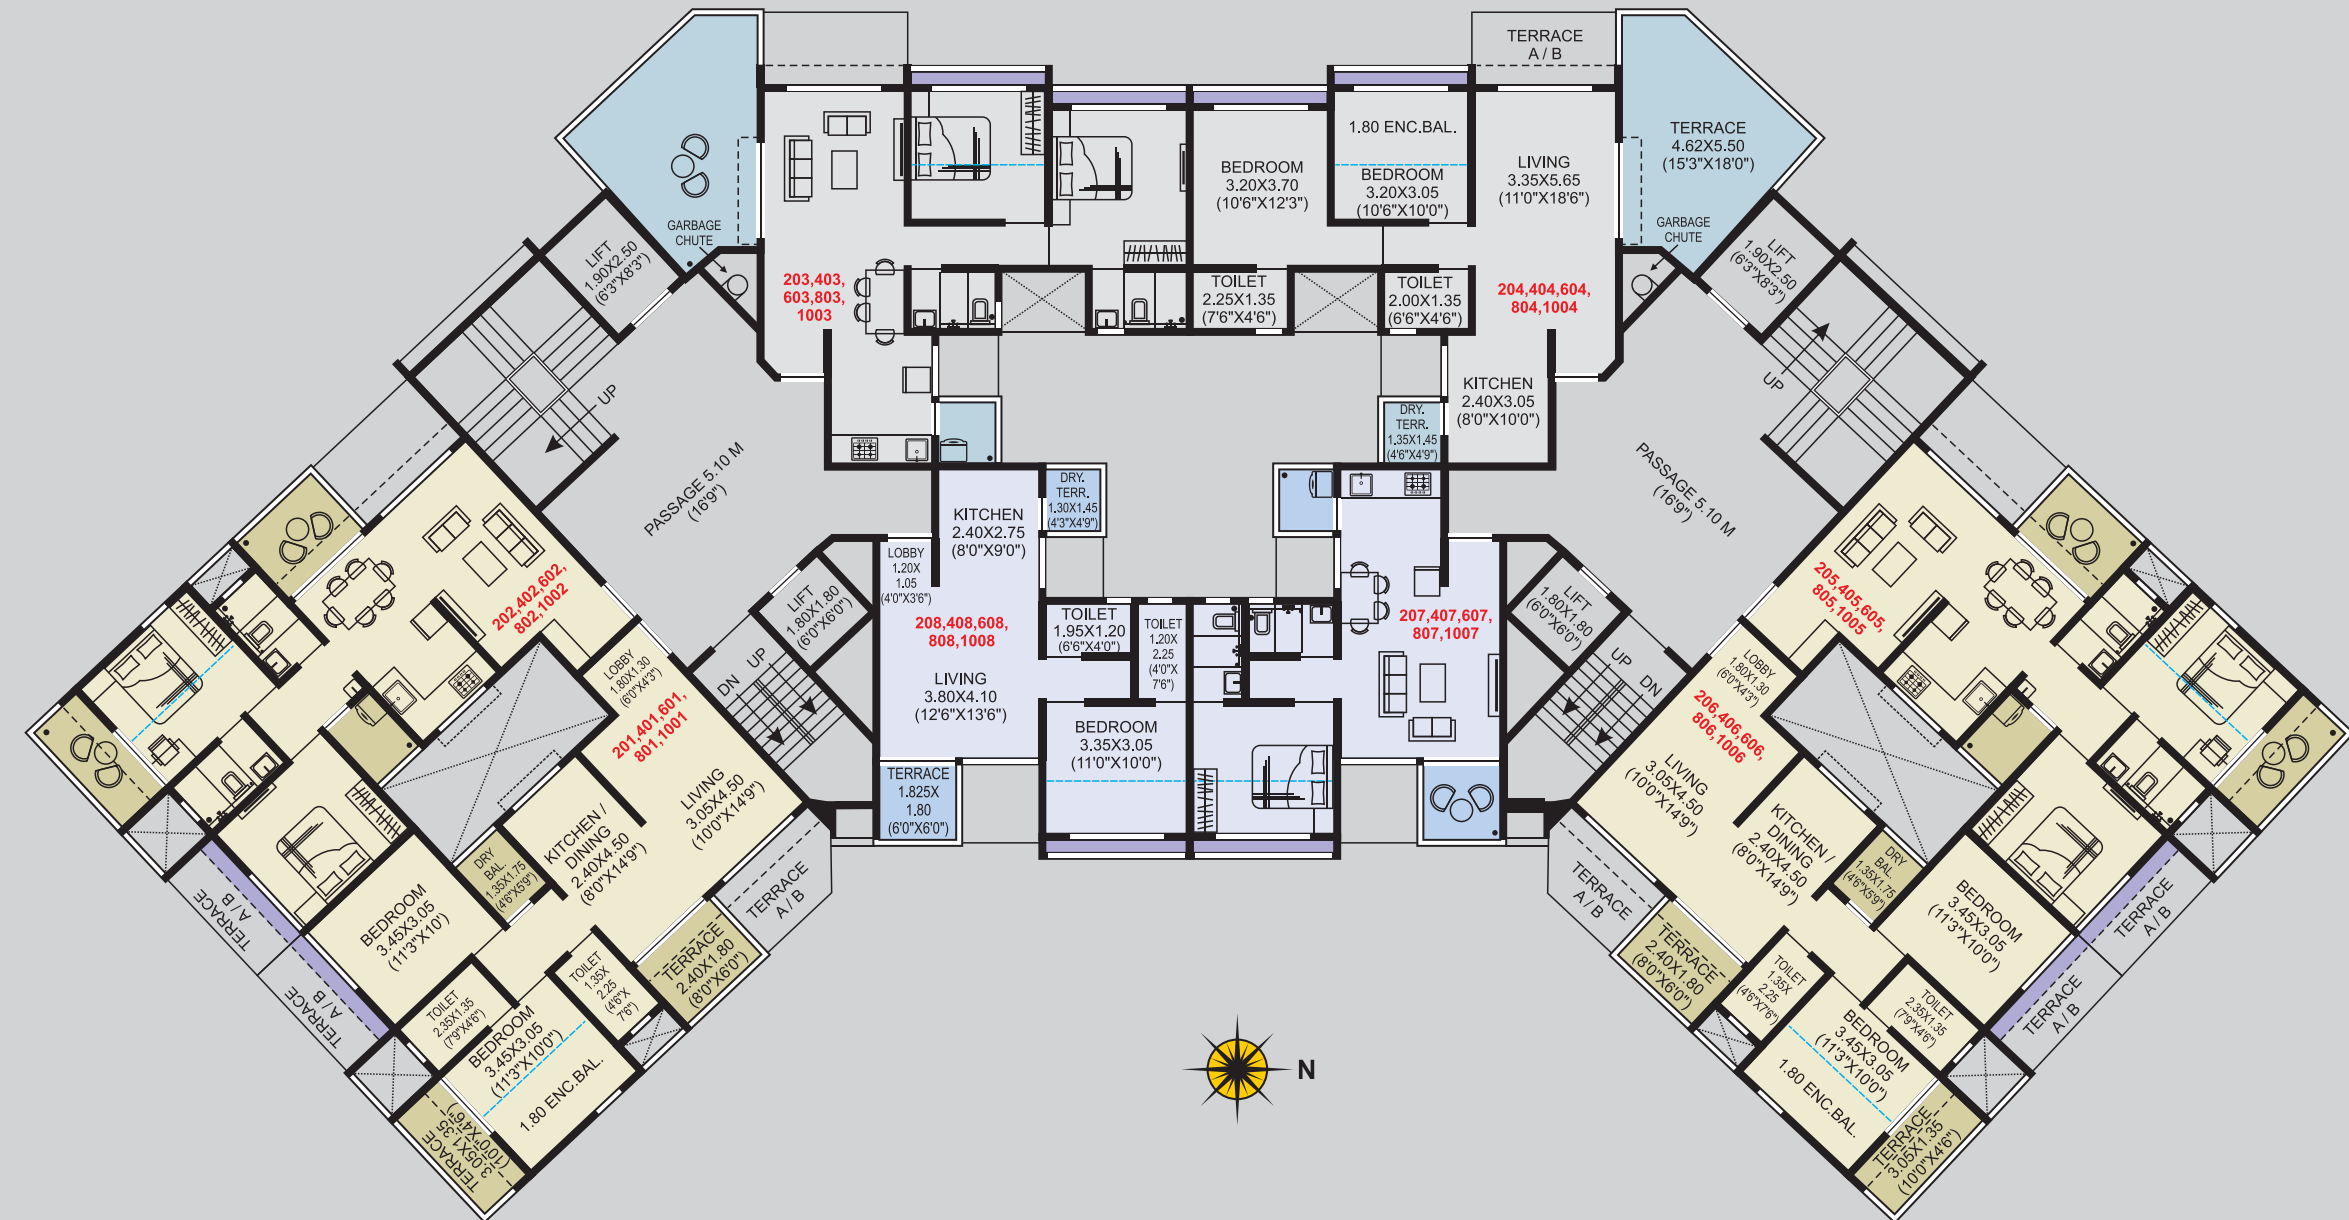 TERRACE
A / B
TERRACE
4.62X5.50
(15'3"X18'0")
1.80 ENC.BAL.
BEDROOM
3.20X3.70
(10'6"X12'3")
BEDROOM
3.20X3.05
(10'6"X10'0")
LIVING
3.35X5.65
(11'0"X18'6")
GARBAGE
CHUTE
GARBAGE
CHUTE
LIFT
1.90X2.50
(6'3"X8'3")
LIFT
1.90X2.50
(6'3"X8'3")
203,403,
603,803,
1003
TOILET
2.25X1.35
(7'6"X4'6")
TOILET
2.00X1.35
(6'6"X4'6")
204,404,604,
804,1004
UP
UP
KITCHEN
2.40X3.05
(8'0"X10'0")
DRY.
TERR.
1.35X1.45
(4'6"X4'9")
PASSAGE 5.10 M
(16'9")
PASSAGE 5.10 M
(16'9")
DRY.
TERR.
1.30X1.45
(4'3"X4'9")
KITCHEN
2.40X2.75
(8'0"X9'0")
LOBBY
1.20X
1.05
(4'0"X3'6")
LIFT
1.80X1.80
(6'0"X6'0")
LIFT
1.80X1.80
(6'0"X6'0")
202,402,602,
802,1002
205,405,605,
805,1005
208,408,608,
808,1008
TOILET
1.95X1.20
(6'6"X4'0")
TOILET
1.20X
2.25
(4'0"X
7'6")
207,407,607,
807,1007
UP
DN
UP
DN
LOBBY
1.80X1.30
(6'0"X4'3")
LOBBY
1.80X1.30
(6'0"X4'3")
201,401,601,
801,1001
206,406,606,
806,1006
LIVING
3.80X4.10
(12'6"X13'6")
BEDROOM
3.35X3.05
(11'0"X10'0")
TERRACE
1.825X
1.80
(6'0"X6'0")
LIVING
3.05X4.50
(10'0"X14'9")
LIVING
3.05X4.50
(10'0"X14'9")
KITCHEN /
DINING
2.40X4.50
(8'0"X14'9")
KITCHEN /
DINING
2.40X4.50
(8'0"X14'9")
DRY
BAL.
1.35X1.75
(4'6"X5'9")
DRY
BAL.
1.35X1.75
(4'6"X5'9")
TERRACE
A / B
TERRACE
A / B
TERRACE
A / B
TERRACE
A / B
TERRACE
A / B
TERRACE
A / B
BEDROOM
3.45X3.05
(11'3"X10')
BEDROOM
3.45X3.05
(11'3"X10'0")
TERRACE
2.40X1.80
(8'0"X6'0")
TERRACE
2.40X1.80
(8'0"X6'0")
TOILET
1.35X
2.25
(4'6"X
7'6")
TOILET
1.35X
2.25
(4'6"X7'6")
TOILET
2.35X1.35
(7'9"X4'6")
TOILET
2.35X1.35
(7'9"X4'6")
BEDROOM
3.45X3.05
(11'3"X10'0")
BEDROOM
3.45X3.05
(11'3"X10'0")
1.80 ENC.BAL.
1.80 ENC.BAL.
TERRACE
3.05X1.35
(10'0"X4'6")
TERRACE
3.05X1.35
(10'0"X4'6")
N